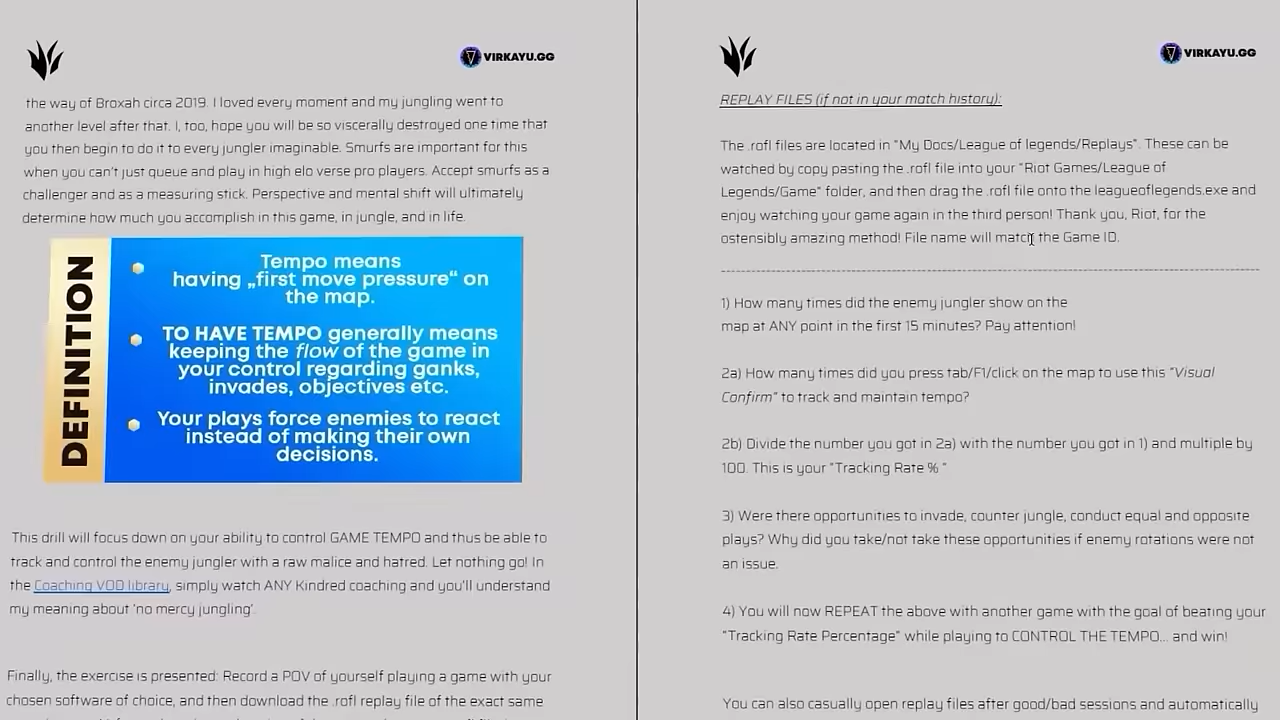 VIRKAYU.GG
the way of Broxah circa 2019. I loved every moment and my jungling went to
another level after that. I, too, hope you will be so viscerally destroyed one time that
you then begin to do it to every jungler imaginable. Smurfs are important for this
when you can't just queue and play in high elo verse pro players. Accept smurfs as a
challenger and as a measuring stick. Perspective and mental shift will ultimately
determine how much you accomplish in this game, in jungle, and in life.
DEFINITION
Tempo means
having „first move pressure“ on
the map.
TO HAVE TEMPO generally means
keeping the flow of the game in
your control regarding ganks,
invades, objectives etc.
Your plays force enemies to react
instead of making their own
decisions.
This drill will focus down on your ability to control GAME TEMPO and thus be able to
track and control the enemy jungler with a raw malice and hatred. Let nothing go! In
the Coaching VOD library, simply watch ANY Kindred coaching and you'll understand
my meaning about 'no mercy jungling'.
Finally, the exercise is presented: Record a POV of yourself playing a game with your
chosen software of choice, and then download the .rofl replay file of the exact same
VIRKAYU.GG
REPLAY FILES (if not in your match history):
The .rofl files are located in "My Docs/League of legends/Replays". These can be
watched by copy pasting the .rofl file into your "Riot Games/League of
Legends/Game" folder, and then drag the .rofl file onto the leagueoflegends.exe and
enjoy watching your game again in the third person! Thank you, Riot, for the
ostensibly amazing method! File name will match the Game ID.
1) How many times did the enemy jungler show on the
map at ANY point in the first 15 minutes? Pay attention!
2a) How many times did you press tab/F1/click on the map to use this "Visual
Confirm" to track and maintain tempo?
2b) Divide the number you got in 2a) with the number you got in 1) and multiple by
100. This is your "Tracking Rate % "
3) Were there opportunities to invade, counter jungle, conduct equal and opposite
plays? Why did you take/not take these opportunities if enemy rotations were not
an issue.
4) You will now REPEAT the above with another game with the goal of beating your
"Tracking Rate Percentage" while playing to CONTROL THE TEMPO... and win!
You can also casually open replay files after good/bad sessions and automatically